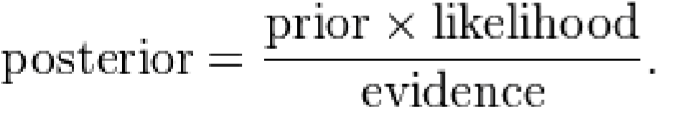 posterior = prior × likelihood / evidence.